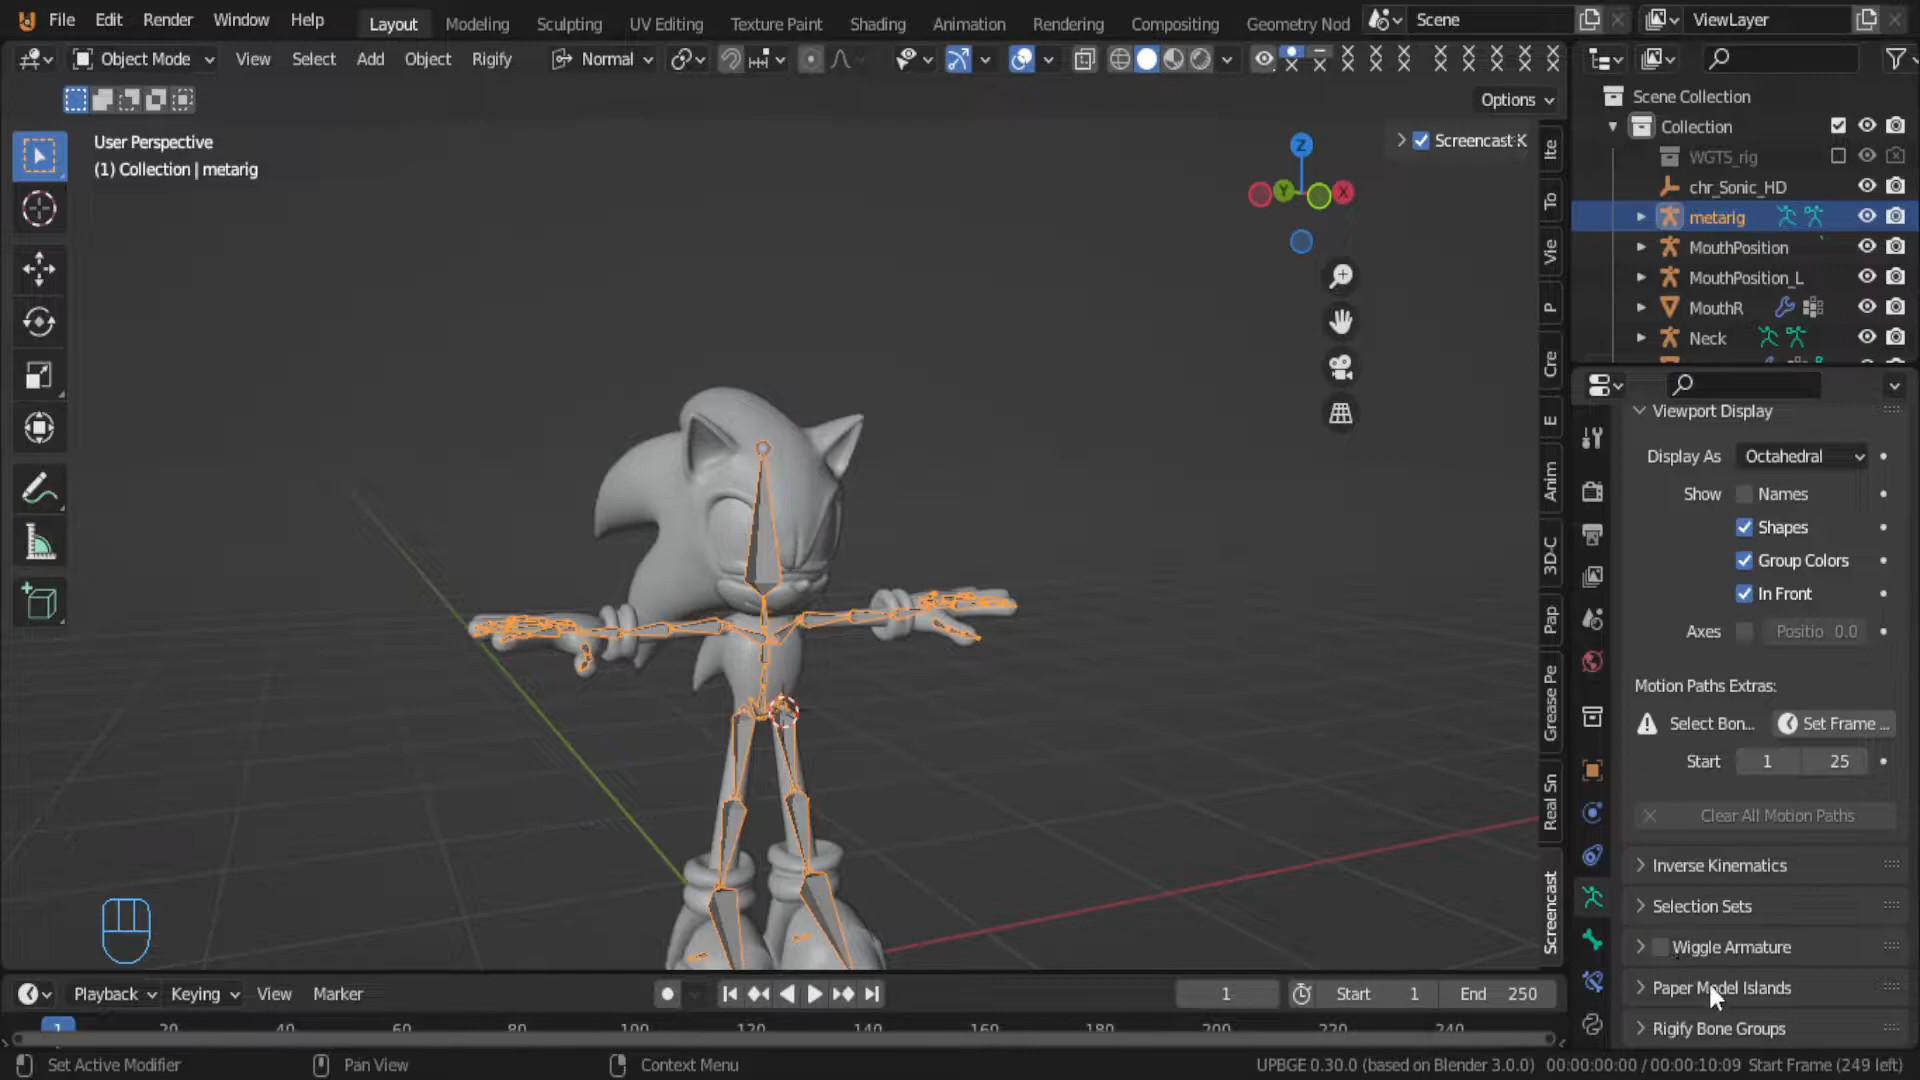 File Edit Render Window Help Layout Modeling Sculpting UV Editing Texture Paint Shading Animation Rendering Compositing Geometry Nod Scene ViewLayer
Object Mode View Select Add Object Rigify Normal
Options
User Perspective
(1) Collection | metarig
Screencast K
Z
Y
X
Ite
To
Vie
P
Cre
E
Anim
3D-C
Pap
Grease Pe
Real Sn
Screencast
Scene Collection
Collection
WGTS_rig
chr_Sonic_HD
metarig
MouthPosition
MouthPosition_L
MouthR
Neck
Viewport Display
Display As Octahedral
Show Names
Shapes
Group Colors
In Front
Axes Positio 0.0
Motion Paths Extras:
Select Bon... Set Frame ...
Start 1 25
Clear All Motion Paths
Inverse Kinematics
Selection Sets
Wiggle Armature
Paper Model Islands
Rigify Bone Groups
Playback Keying View Marker 1 Start 1 End 250
1 20 40 60 80 100 120 140 160 180 200 220 240
Set Active Modifier Pan View Context Menu UPBGE 0.30.0 (based on Blender 3.0.0) 00:00:00:00 / 00:00:10:09 Start Frame (249 left)